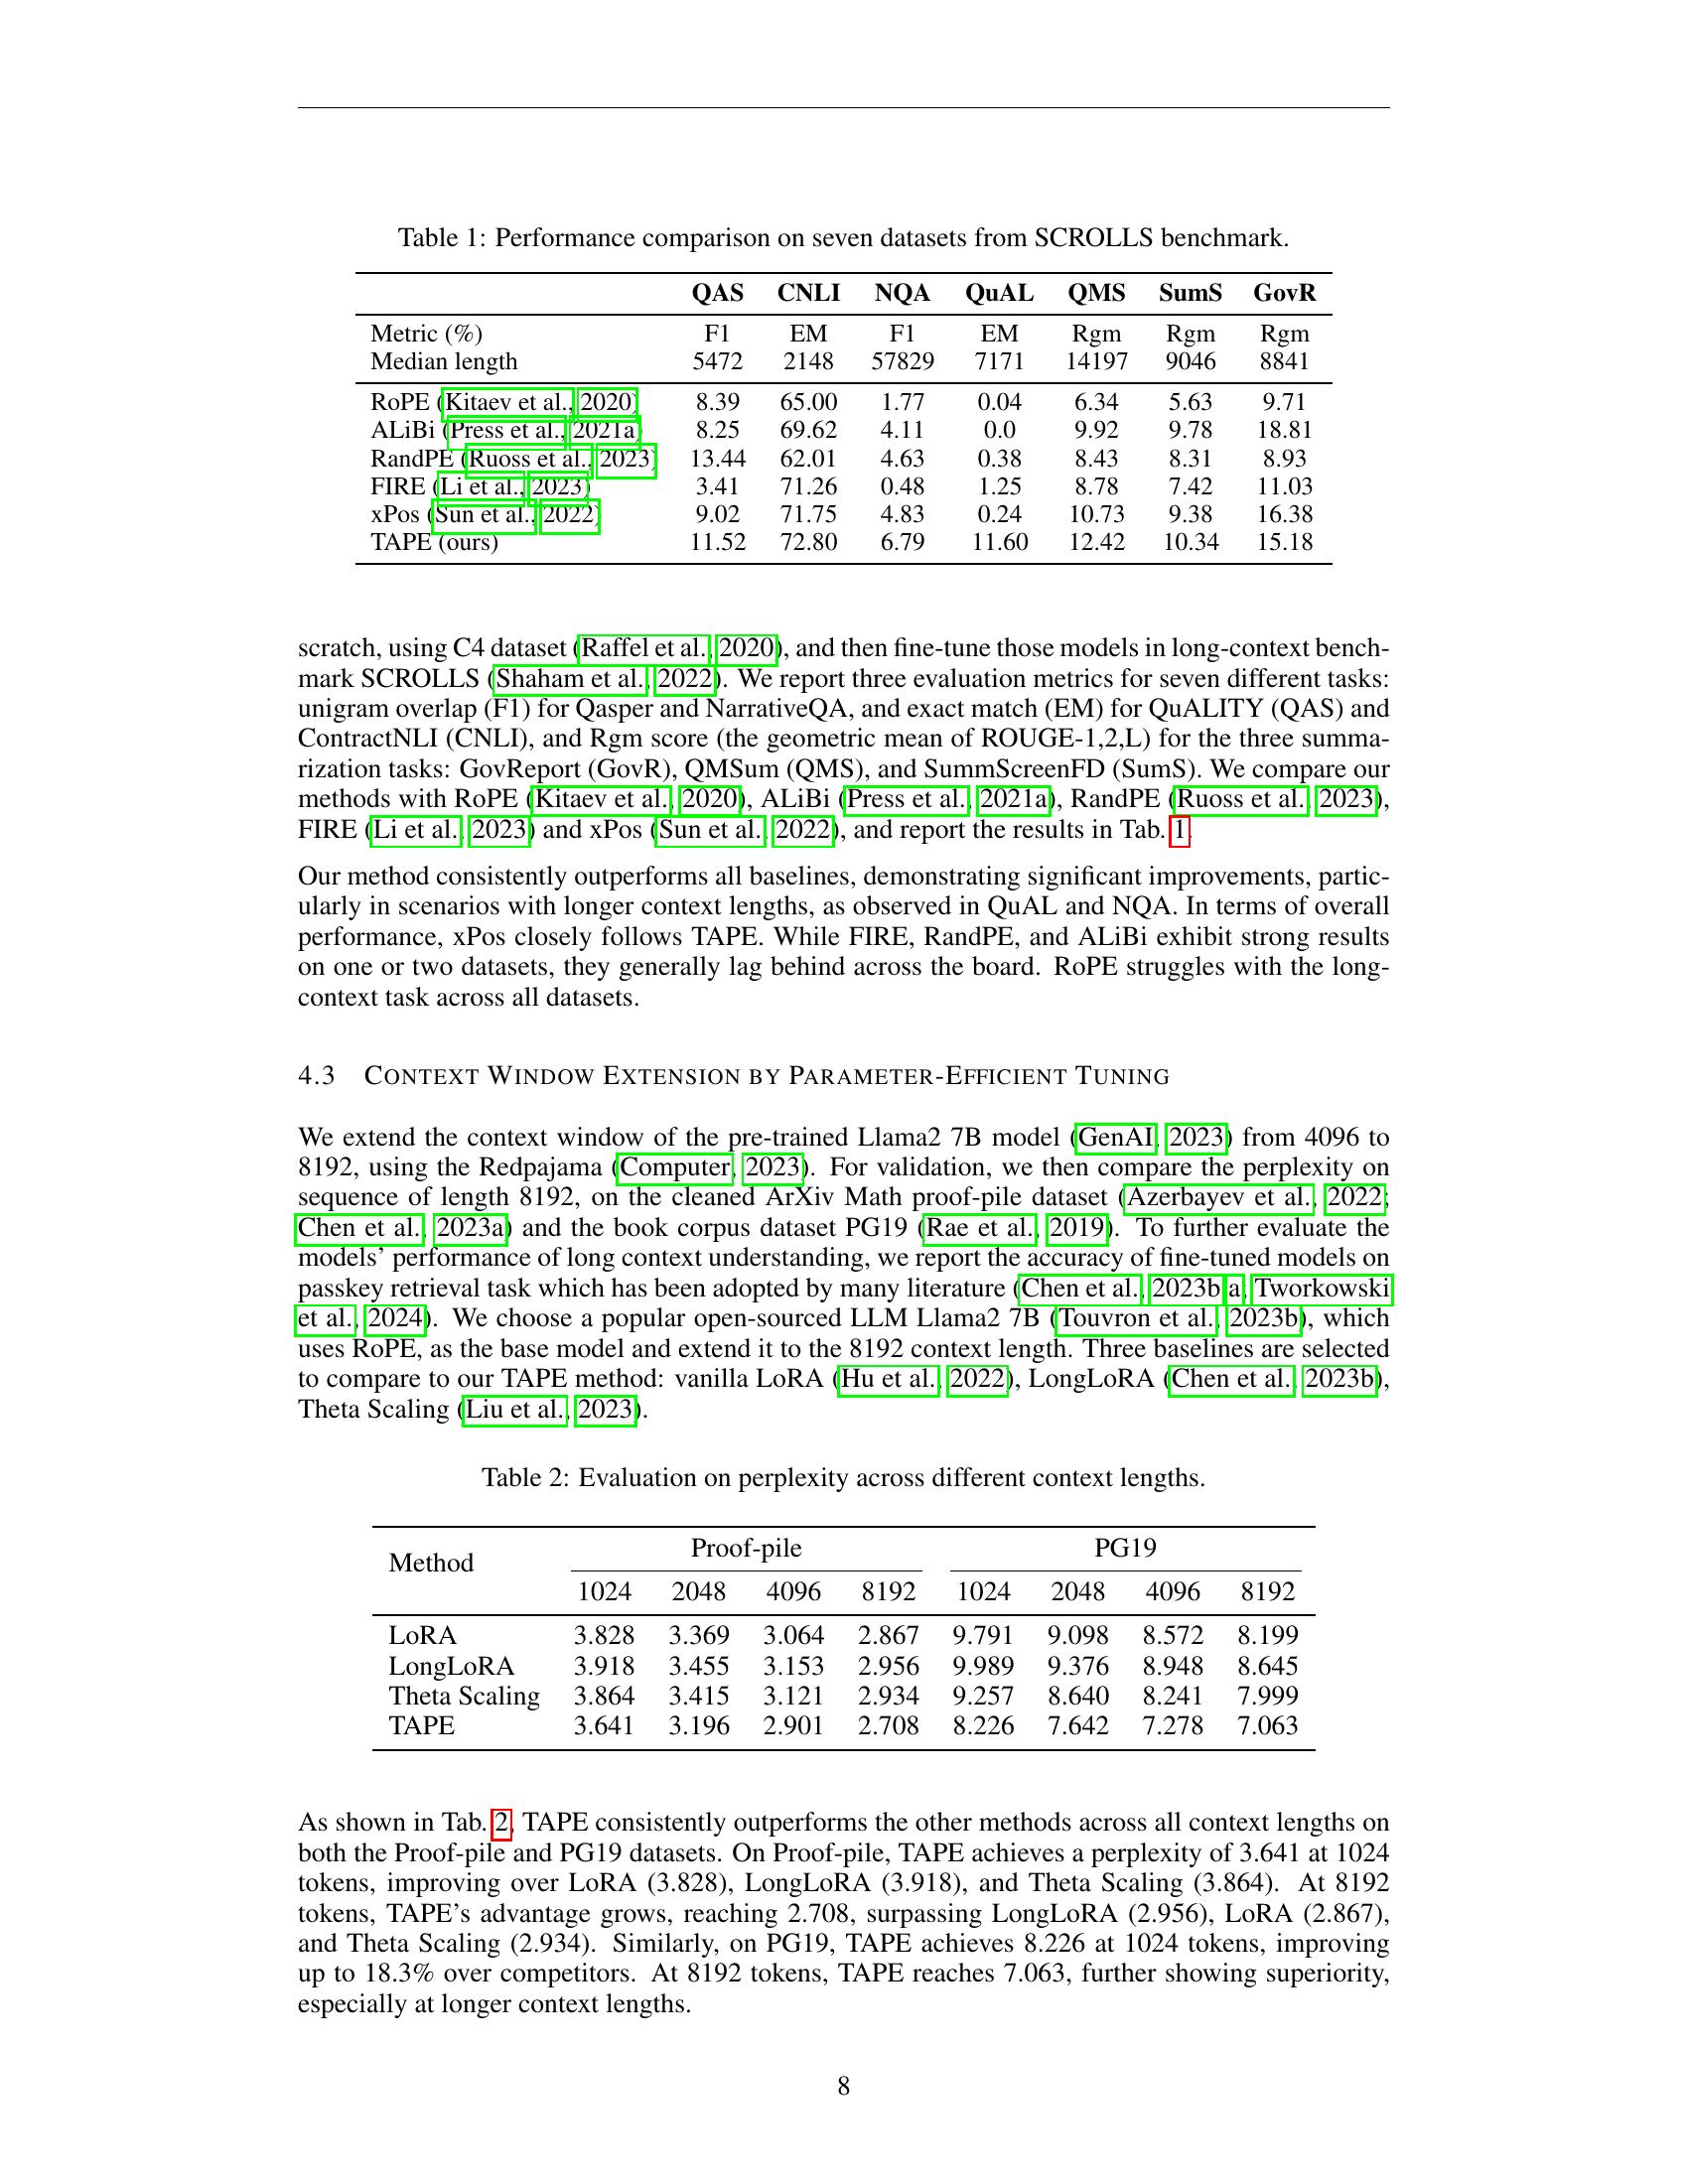 Table 1: Performance comparison on seven datasets from SCROLLS benchmark.
QAS CNLI NQA QuAL QMS SumS GovR
Metric (%) F1 EM F1 EM Rgm Rgm Rgm
Median length 5472 2148 57829 7171 14197 9046 8841
RoPE (Kitaev et al., 2020) 8.39 65.00 1.77 0.04 6.34 5.63 9.71
ALiBi (Press et al., 2021a) 8.25 69.62 4.11 0.0 9.92 9.78 18.81
RandPE (Ruoss et al., 2023) 13.44 62.01 4.63 0.38 8.43 8.31 8.93
FIRE (Li et al., 2023) 3.41 71.26 0.48 1.25 8.78 7.42 11.03
xPos (Sun et al., 2022) 9.02 71.75 4.83 0.24 10.73 9.38 16.38
TAPE (ours) 11.52 72.80 6.79 11.60 12.42 10.34 15.18
scratch, using C4 dataset (Raffel et al., 2020), and then fine-tune those models in long-context bench-
mark SCROLLS (Shaham et al., 2022). We report three evaluation metrics for seven different tasks:
unigram overlap (F1) for Qasper and NarrativeQA, and exact match (EM) for QuALITY (QAS) and
ContractNLI (CNLI), and Rgm score (the geometric mean of ROUGE-1,2,L) for the three summa-
rization tasks: GovReport (GovR), QMSum (QMS), and SummScreenFD (SumS). We compare our
methods with RoPE (Kitaev et al., 2020), ALiBi (Press et al., 2021a), RandPE (Ruoss et al., 2023),
FIRE (Li et al., 2023) and xPos (Sun et al., 2022), and report the results in Tab. 1.
Our method consistently outperforms all baselines, demonstrating significant improvements, partic-
ularly in scenarios with longer context lengths, as observed in QuAL and NQA. In terms of overall
performance, xPos closely follows TAPE. While FIRE, RandPE, and ALiBi exhibit strong results
on one or two datasets, they generally lag behind across the board. RoPE struggles with the long-
context task across all datasets.
4.3 CONTEXT WINDOW EXTENSION BY PARAMETER-EFFICIENT TUNING
We extend the context window of the pre-trained Llama2 7B model (GenAI, 2023) from 4096 to
8192, using the Redpajama (Computer, 2023). For validation, we then compare the perplexity on
sequence of length 8192, on the cleaned ArXiv Math proof-pile dataset (Azerbayev et al., 2022;
Chen et al., 2023a) and the book corpus dataset PG19 (Rae et al., 2019). To further evaluate the
models' performance of long context understanding, we report the accuracy of fine-tuned models on
passkey retrieval task which has been adopted by many literature (Chen et al., 2023b;a; Tworkowski
et al., 2024). We choose a popular open-sourced LLM Llama2 7B (Touvron et al., 2023b), which
uses RoPE, as the base model and extend it to the 8192 context length. Three baselines are selected
to compare to our TAPE method: vanilla LoRA (Hu et al., 2022), LongLoRA (Chen et al., 2023b),
Theta Scaling (Liu et al., 2023).
Table 2: Evaluation on perplexity across different context lengths.
Method Proof-pile PG19
1024 2048 4096 8192 1024 2048 4096 8192
LoRA 3.828 3.369 3.064 2.867 9.791 9.098 8.572 8.199
LongLoRA 3.918 3.455 3.153 2.956 9.989 9.376 8.948 8.645
Theta Scaling 3.864 3.415 3.121 2.934 9.257 8.640 8.241 7.999
TAPE 3.641 3.196 2.901 2.708 8.226 7.642 7.278 7.063
As shown in Tab. 2, TAPE consistently outperforms the other methods across all context lengths on
both the Proof-pile and PG19 datasets. On Proof-pile, TAPE achieves a perplexity of 3.641 at 1024
tokens, improving over LoRA (3.828), LongLoRA (3.918), and Theta Scaling (3.864). At 8192
tokens, TAPE's advantage grows, reaching 2.708, surpassing LongLoRA (2.956), LoRA (2.867),
and Theta Scaling (2.934). Similarly, on PG19, TAPE achieves 8.226 at 1024 tokens, improving
up to 18.3% over competitors. At 8192 tokens, TAPE reaches 7.063, further showing superiority,
especially at longer context lengths.
8